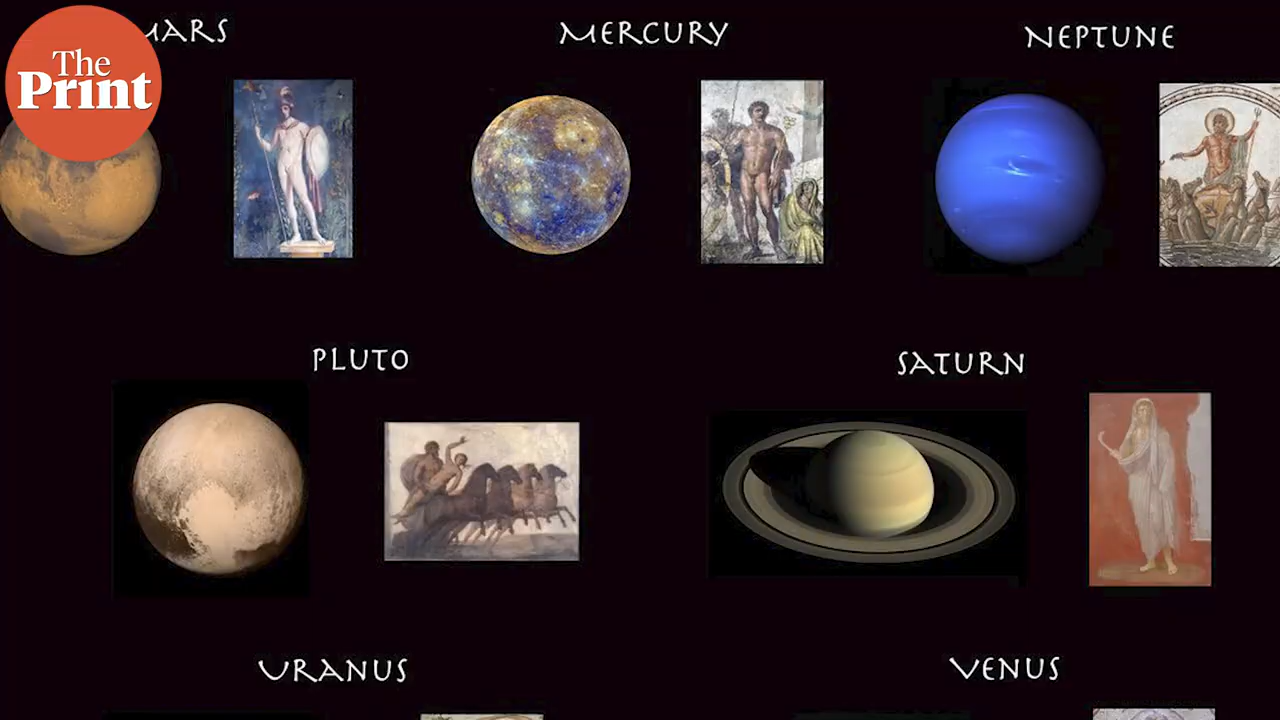 The
Print
MARS
MERCURY
NEPTUNE
PLUTO
SATURN
URANUS
VENUS